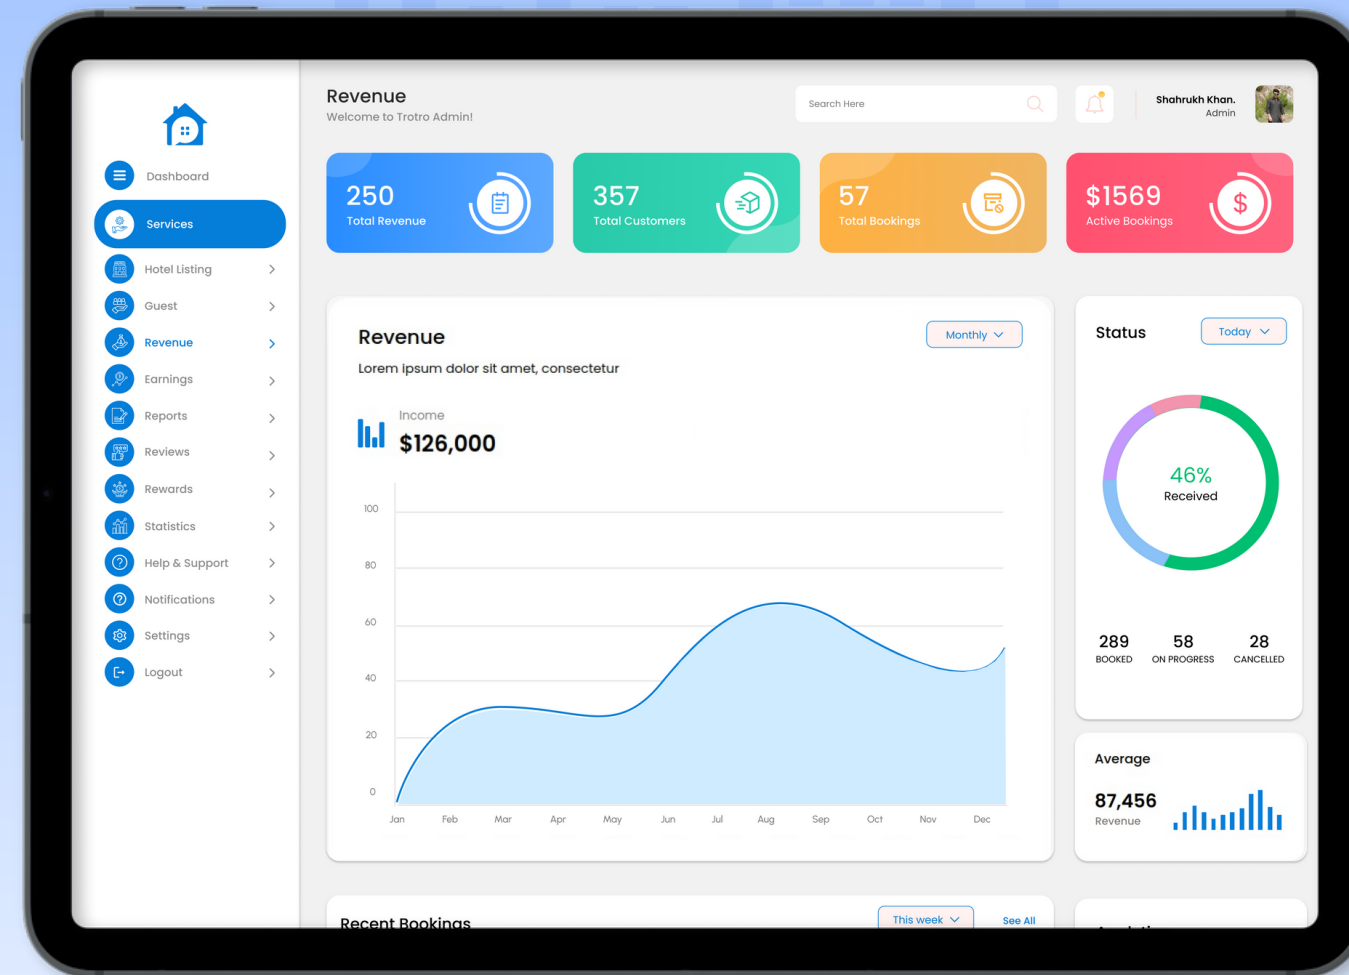 Revenue
Welcome to Trotro Admin!
Search Here
Shahrukh Khan.
Admin
Dashboard
Services
Hotel Listing
Guest
Revenue
Earnings
Reports
Reviews
Rewards
Statistics
Help & Support
Notifications
Settings
Logout
250
Total Revenue
357
Total Customers
57
Total Bookings
$1569
Active Bookings
Revenue
Monthly
Lorem ipsum dolor sit amet, consectetur
Income
$126,000
100
80
60
40
20
0
Jan Feb Mar Apr May Jun Jul Aug Sep Oct Nov Dec
Status
Today
46%
Received
289 58 28
BOOKED ON PROGRESS CANCELLED
Average
87,456
Revenue
Recent Bookings
This week
See All